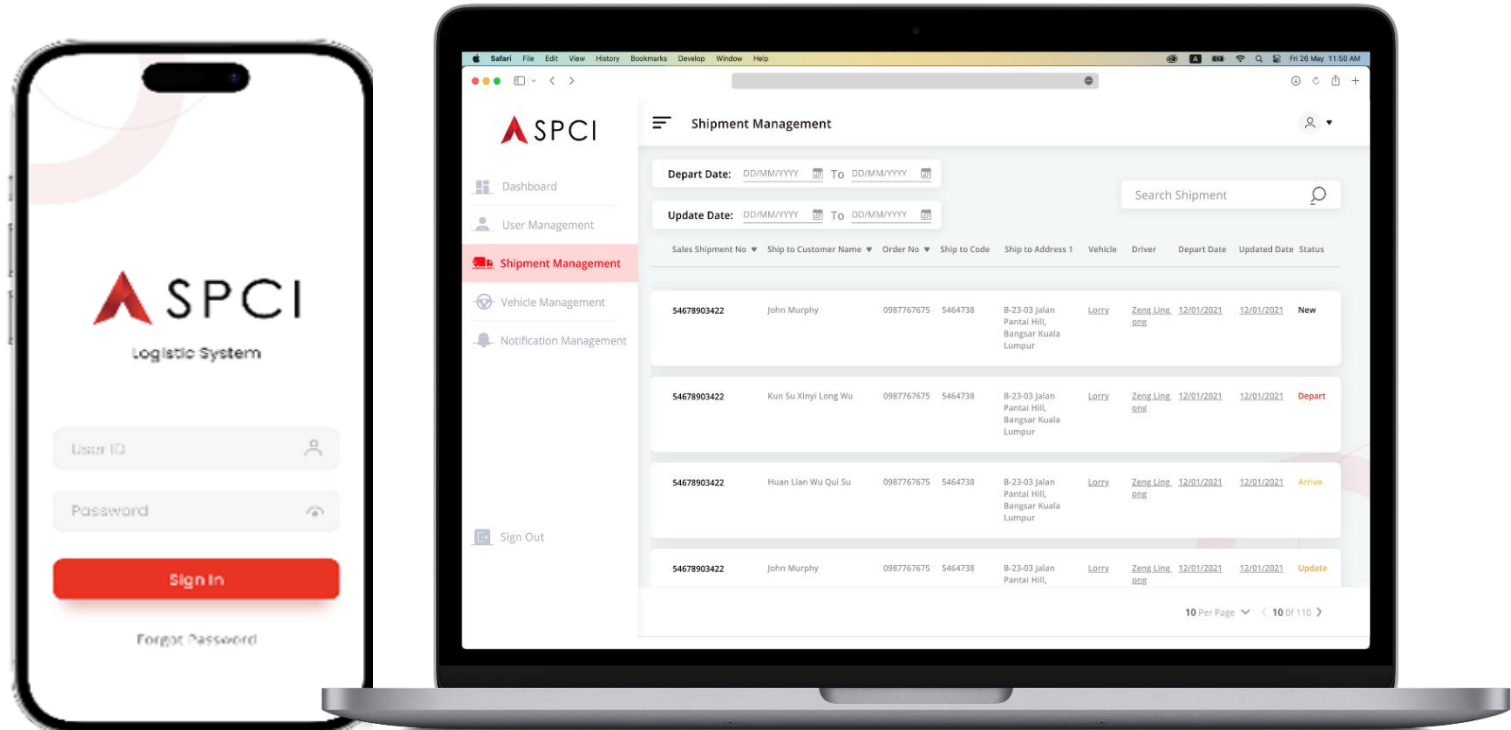 SPCI
Logistic System
User ID
Password
Sign In
Forgot Password
Safari File Edit View History Bookmarks Develop Window Help
Fri 26 May 11:50 AM
SPCI
Dashboard
User Management
Shipment Management
Vehicle Management
Notification Management
Sign Out
Shipment Management
Depart Date: DD/MM/YYYY To DD/MM/YYYY
Update Date: DD/MM/YYYY To DD/MM/YYYY
Search Shipment
Sales Shipment No Ship to Customer Name Order No Ship to Code Ship to Address 1 Vehicle Driver Depart Date Updated Date Status
54678903422 John Murphy 0987767675 5464738 B-23-03 Jalan Lorry Zeng Ling 12/01/2021 12/01/2021 New
Pantai Hill, ong
Bangsar Kuala
Lumpur
54678903422 Kun Su Xinyi Long Wu 0987767675 5464738 B-23-03 Jalan Lorry Zeng Ling 12/01/2021 12/01/2021 Depart
Pantai Hill, ong
Bangsar Kuala
Lumpur
54678903422 Huan Lian Wu Qui Su 0987767675 5464738 B-23-03 Jalan Lorry Zeng Ling 12/01/2021 12/01/2021 Arrive
Pantai Hill, ong
Bangsar Kuala
Lumpur
54678903422 John Murphy 0987767675 5464738 B-23-03 Jalan Lorry Zeng Ling 12/01/2021 12/01/2021 Update
Pantai Hill, ong
10 Per Page 10 Of 110